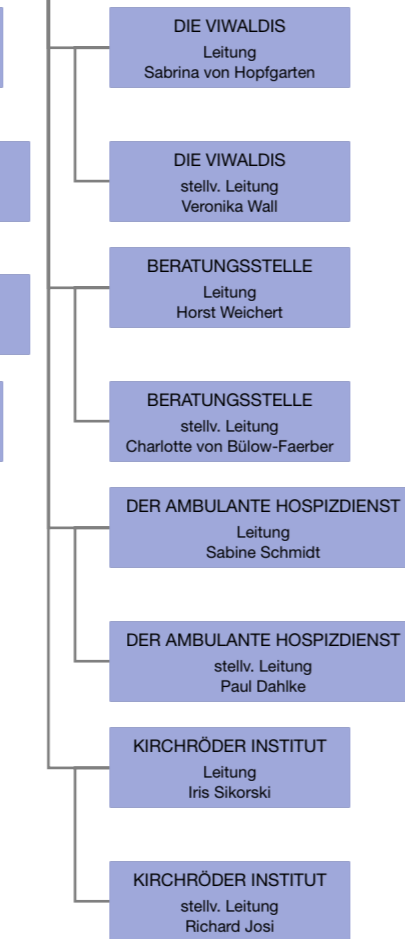 DIE VIWALDIS
Leitung
Sabrina von Hopfgarten
DIE VIWALDIS
stellv. Leitung
Veronika Wall
BERATUNGSSTELLE
Leitung
Horst Weichert
BERATUNGSSTELLE
stellv. Leitung
Charlotte von Bülow-Faerber
DER AMBULANTE HOSPIZDIENST
Leitung
Sabine Schmidt
DER AMBULANTE HOSPIZDIENST
stellv. Leitung
Paul Dahlke
KIRCHRÖDER INSTITUT
Leitung
Iris Sikorski
KIRCHRÖDER INSTITUT
stellv. Leitung
Richard Josi